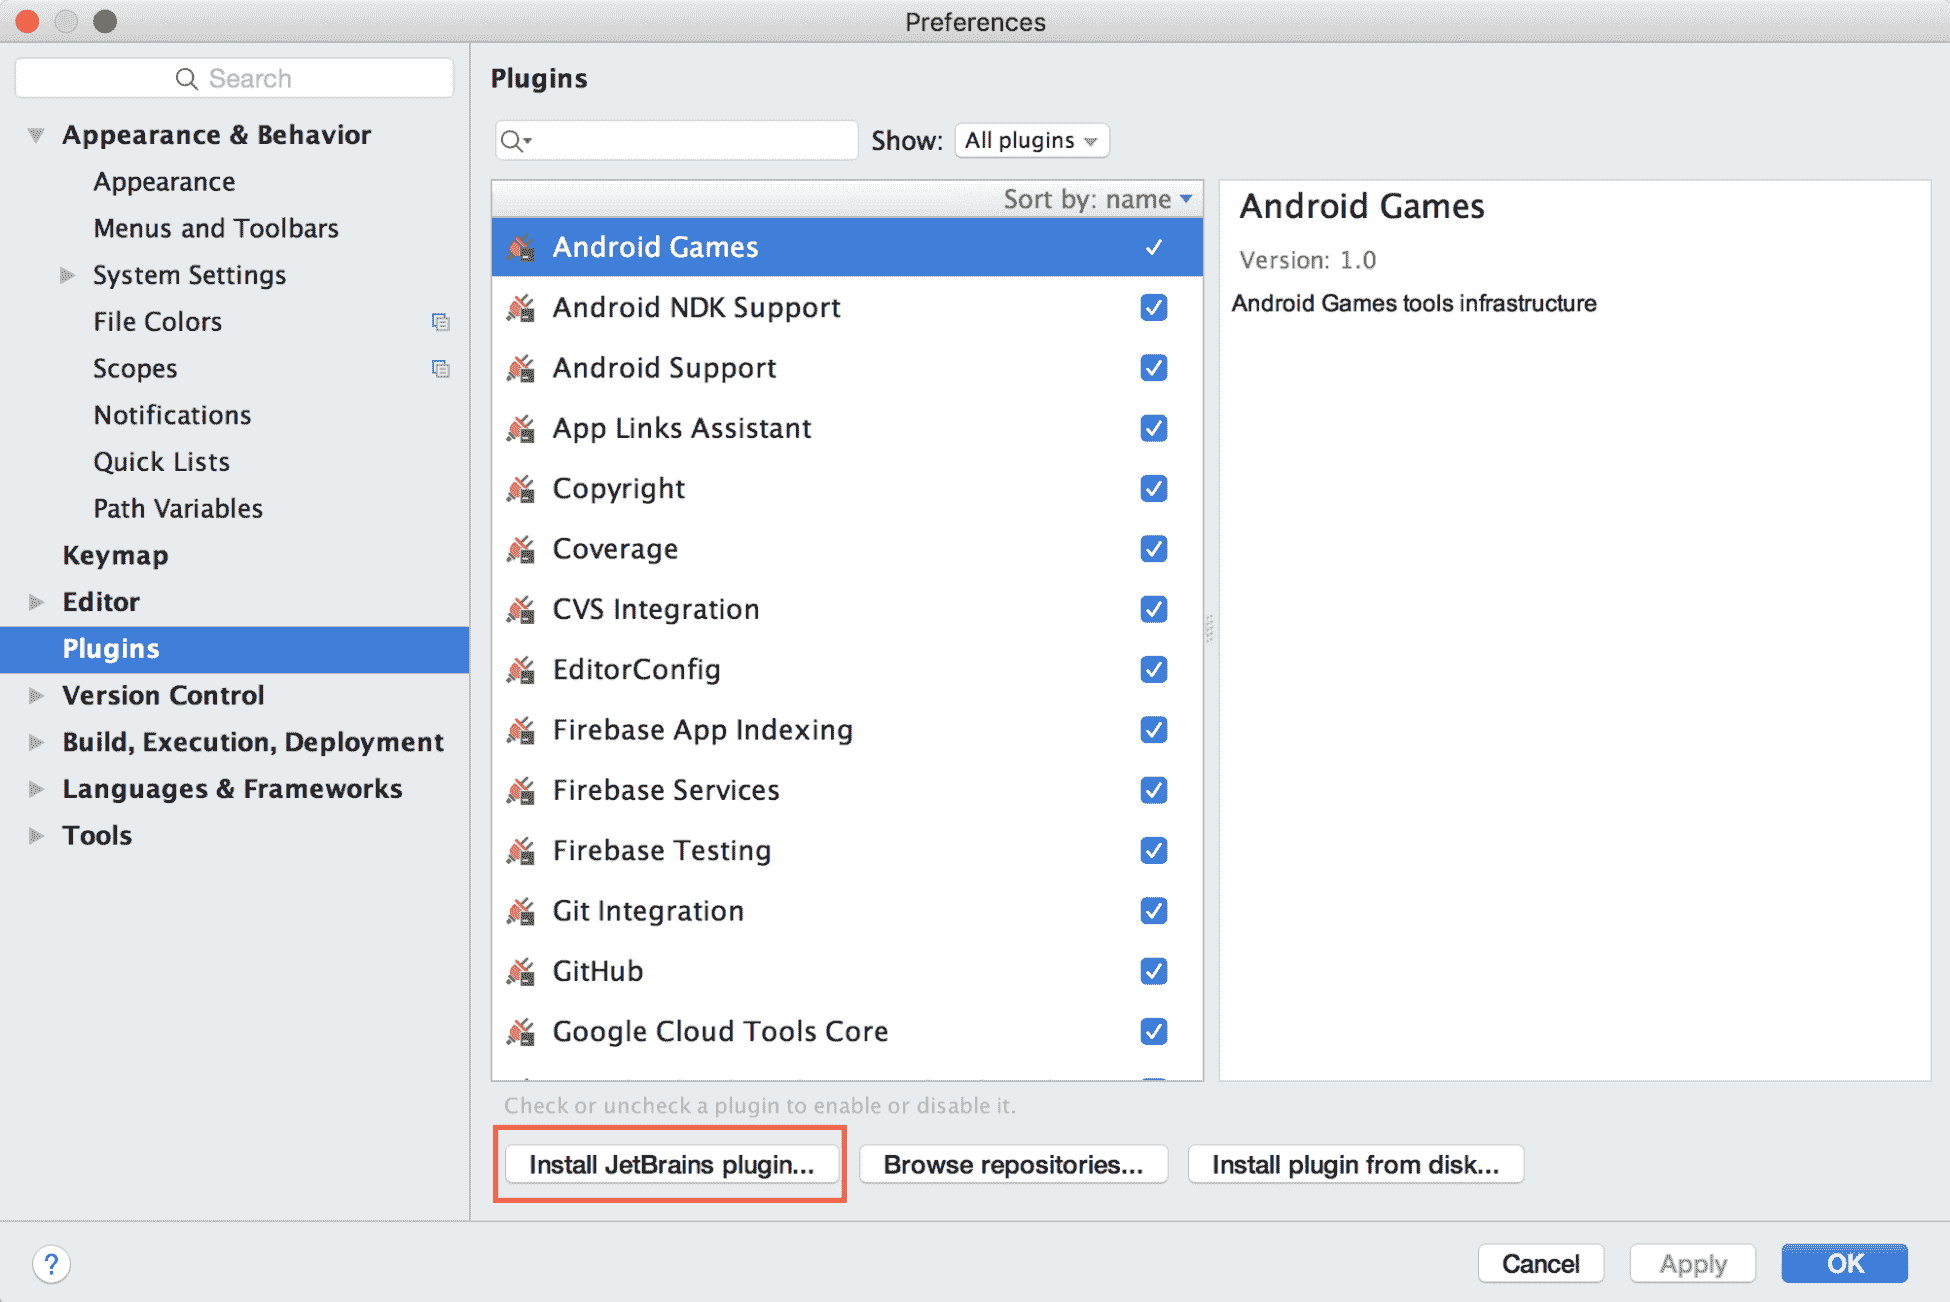 Preferences
Search
Appearance & Behavior
Appearance
Menus and Toolbars
System Settings
File Colors
Scopes
Notifications
Quick Lists
Path Variables
Keymap
Editor
Plugins
Version Control
Build, Execution, Deployment
Languages & Frameworks
Tools
Plugins
Show: All plugins
Sort by: name
Android Games
Android NDK Support
Android Support
App Links Assistant
Copyright
Coverage
CVS Integration
EditorConfig
Firebase App Indexing
Firebase Services
Firebase Testing
Git Integration
GitHub
Google Cloud Tools Core
Android Games
Version: 1.0
Android Games tools infrastructure
Check or uncheck a plugin to enable or disable it.
Install JetBrains plugin...
Browse repositories...
Install plugin from disk...
?
Cancel
Apply
OK